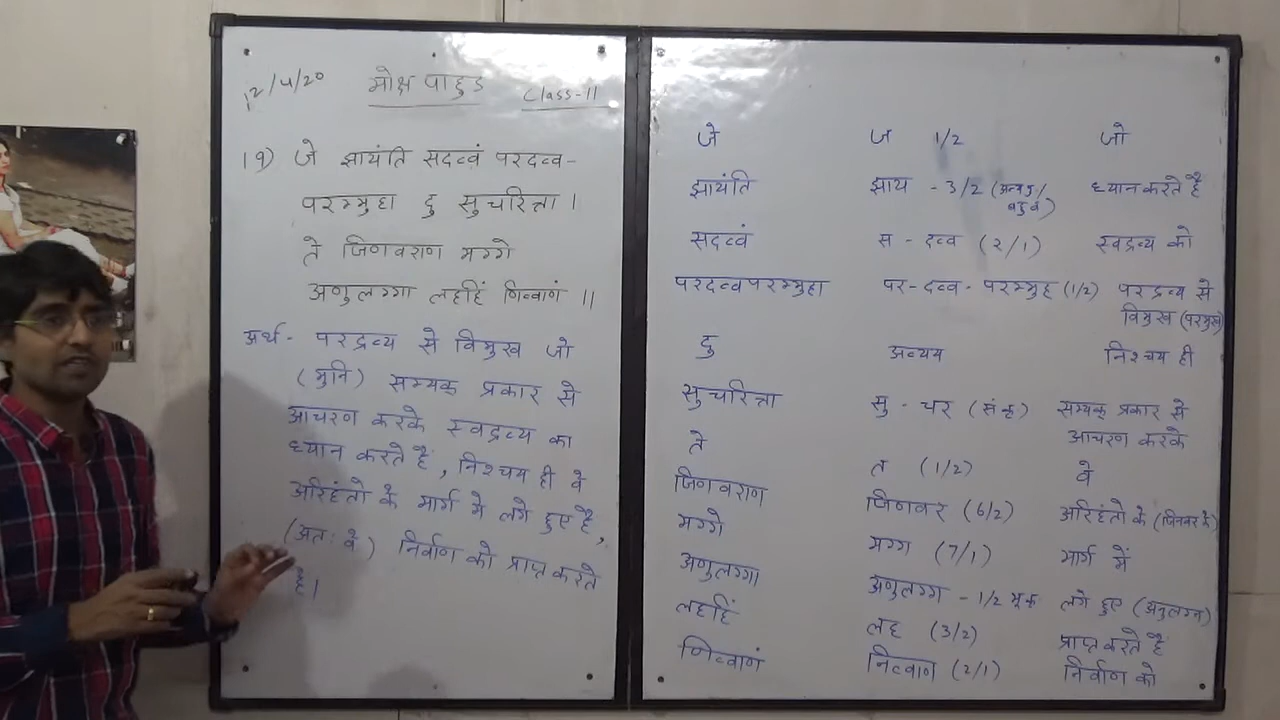 12/4/20 मोक्ष पाहुड Class-11
19) जे झायंति सदव्वं परदव्व-
परम्मुहा दु सुचरित्ता ।
ते जिणवराण मग्गे
अणुलग्गा लहहिं णिव्वाणं ॥
अर्थ- परद्रव्य से विमुख जो
(मुनि) सम्यक् प्रकार से
आचरण करके स्वद्रव्य का
ध्यान करते हैं, निश्चय ही वे
अरिहंतो के मार्ग में लगे हुए है,
(अतः वे) निर्वाण को प्राप्त करते
है।
जे ज 1/2 जो
झायंति झाय - 3/2 (अन्य पु/ ध्यान करते है
बहु व)
सदव्वं स - दव्व (2/1) स्वद्रव्य को
परदव्वपरम्मुहा पर-दव्व-परम्मुह (1/2) परद्रव्य से
विमुख (परमुख)
दु अव्यय निश्चय ही
सुचरित्ता सु - चर (सं कृ) सम्यक् प्रकार से
आचरण करके
ते त (1/2) वे
जिणवराण जिणवर (6/2) अरिहंतो के (जिनवर के)
मग्गे मग्ग (7/1) मार्ग में
अणुलग्गा अणुलग्ग - 1/2 भूकृ लगे हुए (अनुलग्न)
लहहिं लह (3/2) प्राप्त करते है
णिव्वाणं निव्वाण (2/1) निर्वाण को